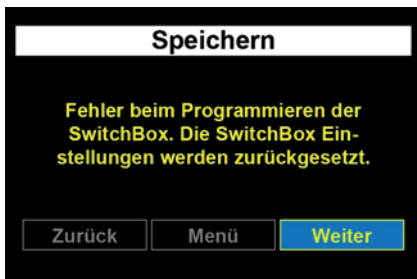 Speichern
Fehler beim Programmieren der
SwitchBox. Die SwitchBox Ein-
stellungen werden zurückgesetzt.
Zurück Menü Weiter